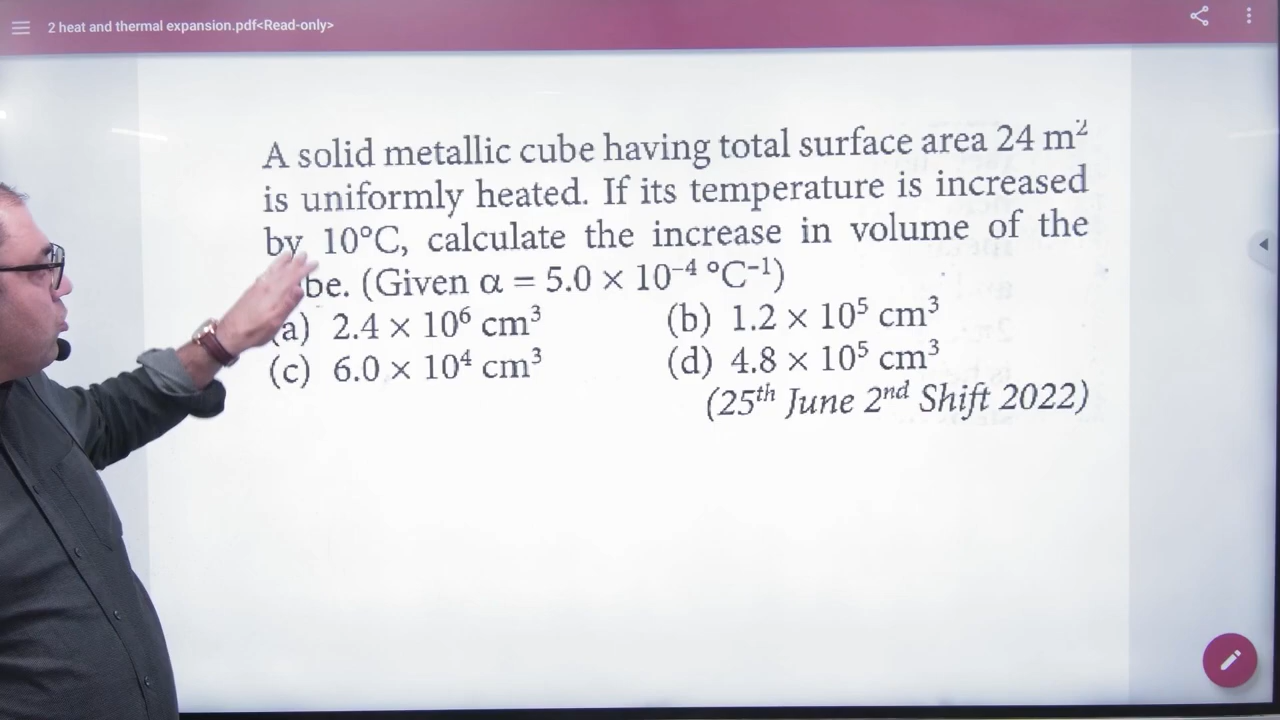 2 heat and thermal expansion.pdf<Read-only>
A solid metallic cube having total surface area 24 m²
is uniformly heated. If its temperature is increased
by 10°C, calculate the increase in volume of the
be. (Given α = 5.0 × 10⁻⁴ °C⁻¹)
a) 2.4 × 10⁶ cm³ (b) 1.2 × 10⁵ cm³
(c) 6.0 × 10⁴ cm³ (d) 4.8 × 10⁵ cm³
(25th June 2nd Shift 2022)